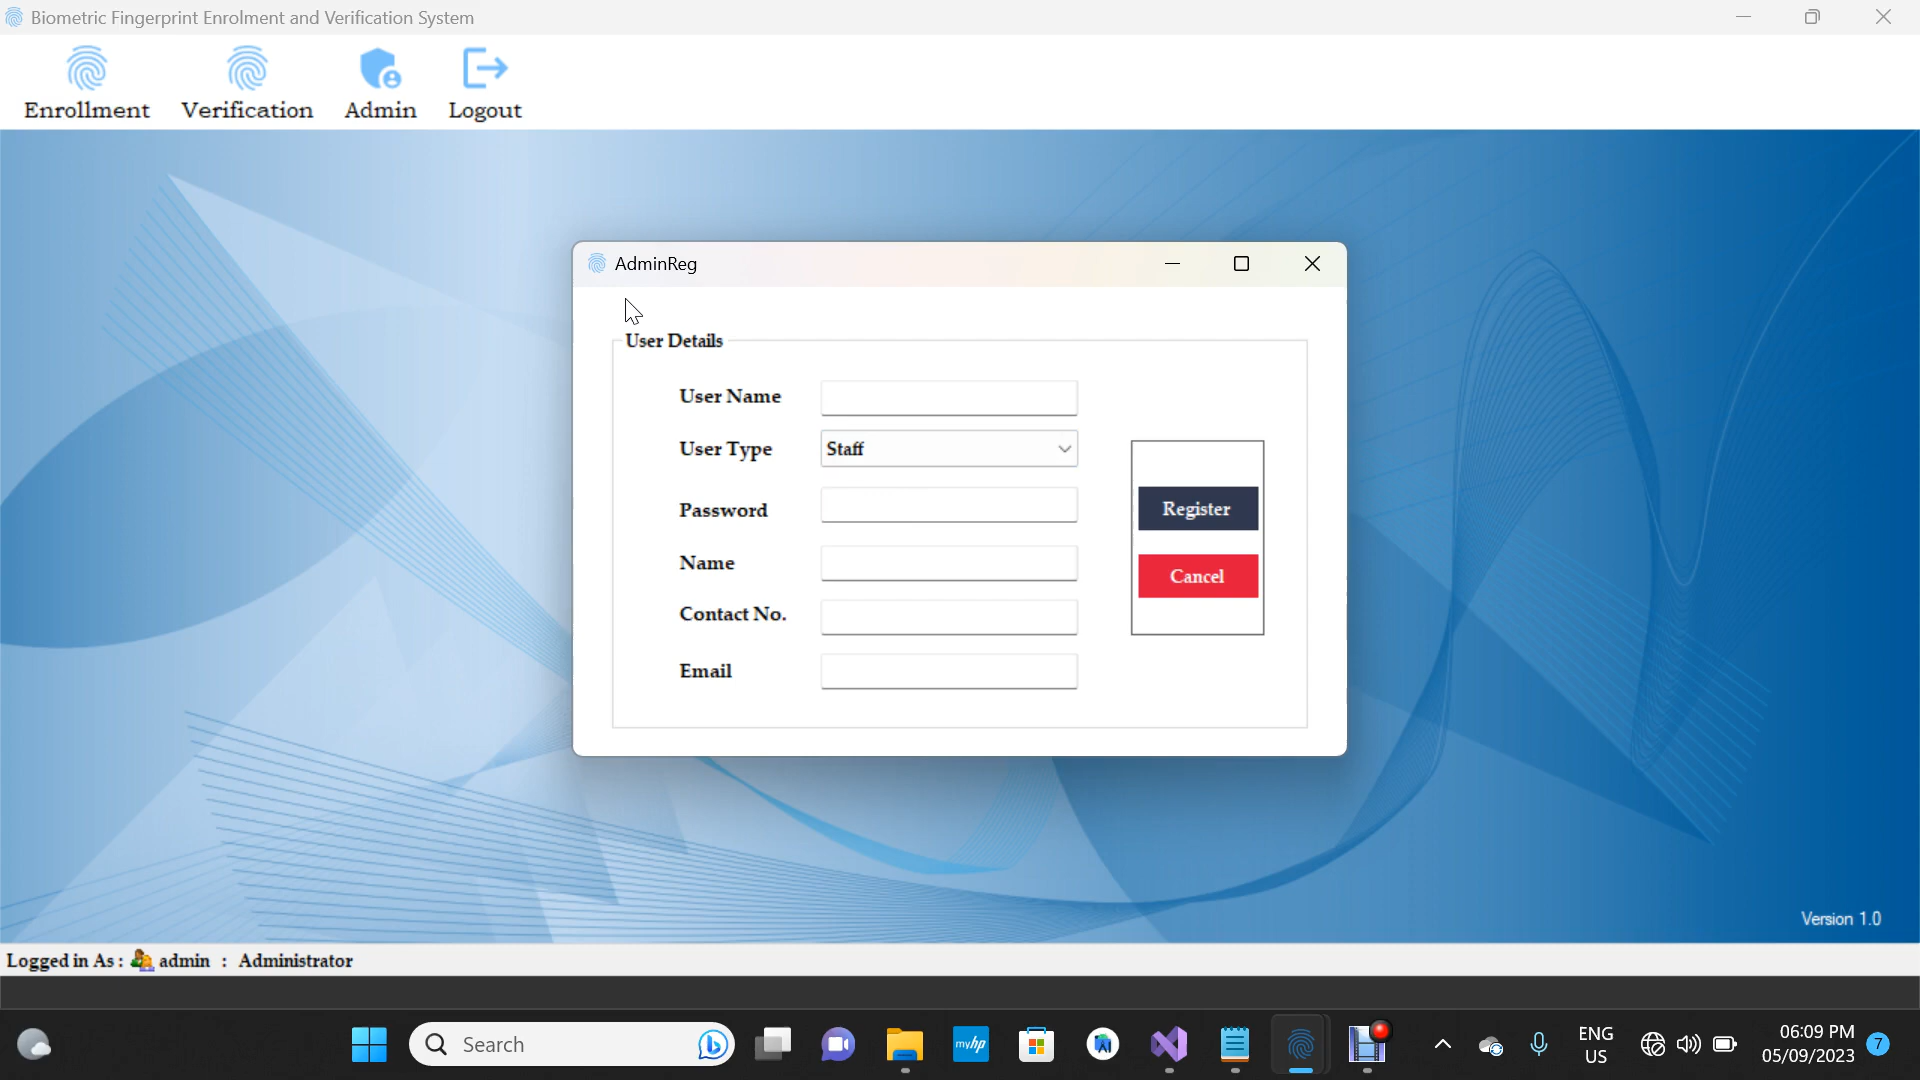 Biometric Fingerprint Enrolment and Verification System
Enrollment Verification Admin Logout
AdminReg
User Details
User Name
User Type Staff
Password
Register
Name
Cancel
Contact No.
Email
Version 1.0
Logged in As : admin : Administrator
Search
myhp
ENG
US
06:09 PM
05/09/2023
7